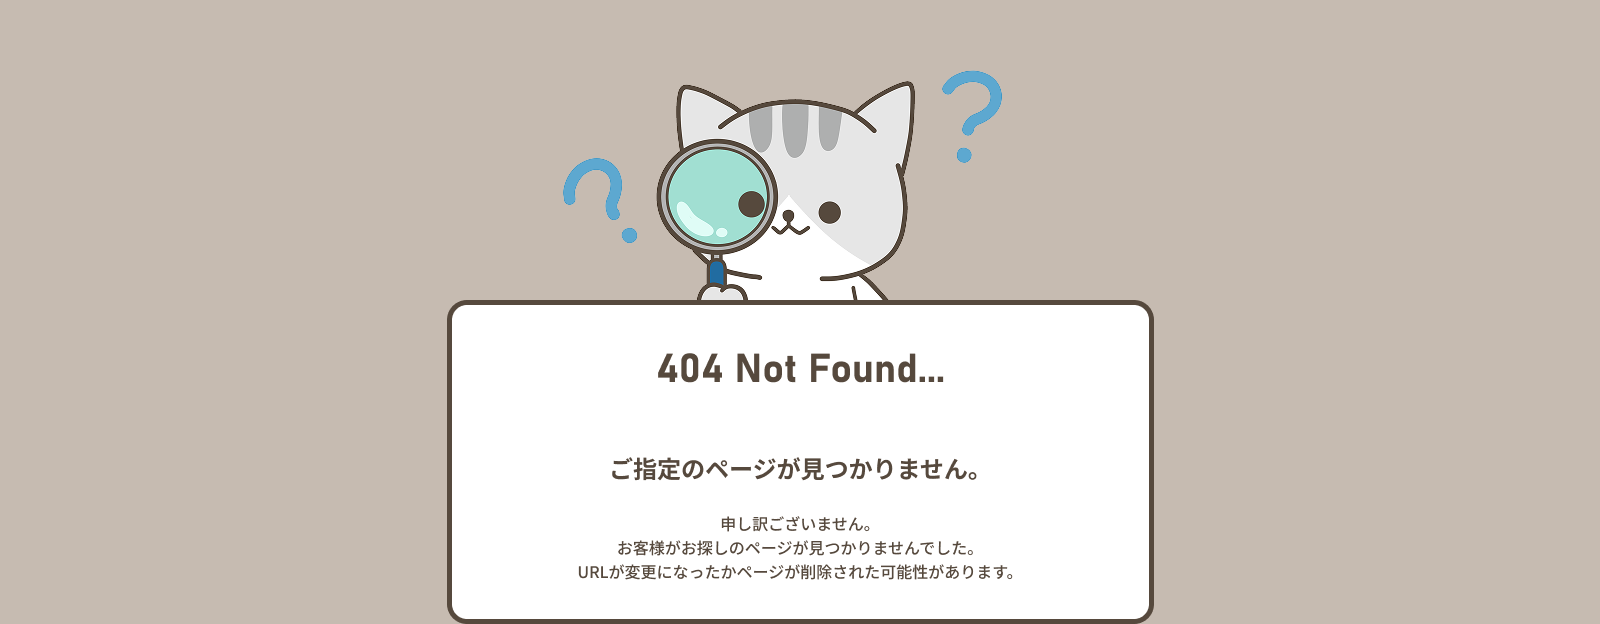 404 Not Found...
ご指定のページが見つかりません。
申し訳ございません。
お客様がお探しのページが見つかりませんでした。
URLが変更になったかページが削除された可能性があります。